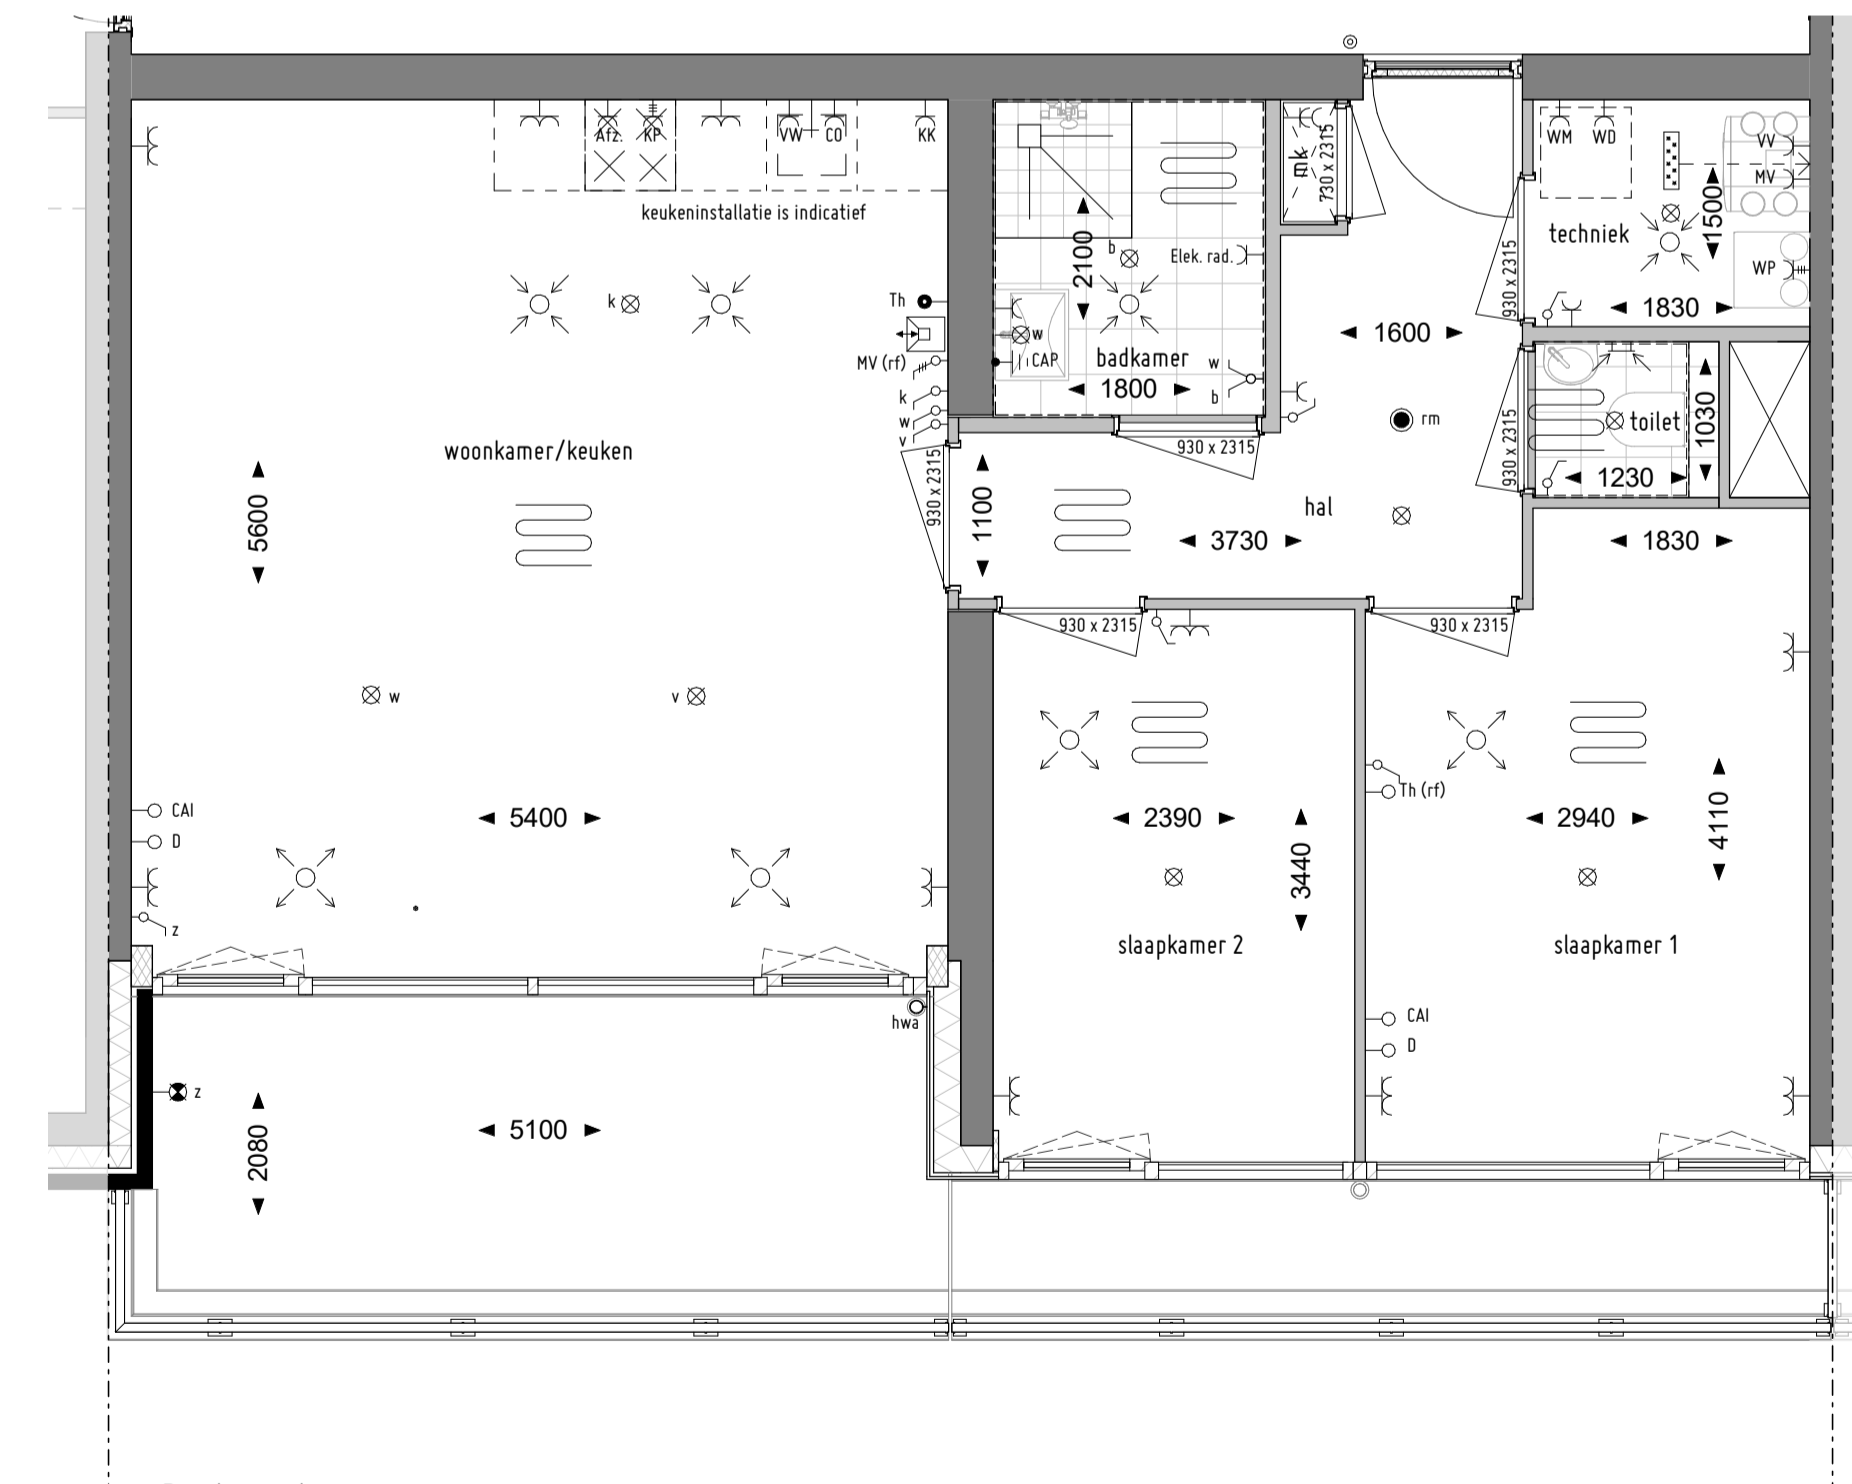 Afz.
KP
VW
CO
KK
keukeninstallatie is indicatief
k
Th
MV (rf)
k
w
v
woonkamer/keuken
5600
930 x 2315
w
v
CAI
D
z
5400
hwa
z
2080
5100
2100
b
Elek. rad.
w
CAP
badkamer
1800
w
b
mk
730 x 2315
930 x 2315
1600
rm
hal
1100
3730
WM
WD
VV
MV
1500
techniek
WP
930 x 2315
1830
930 x 2315
toilet
1030
1230
1830
930 x 2315
930 x 2315
2390
3440
slaapkamer 2
Th (rf)
2940
4110
slaapkamer 1
CAI
D